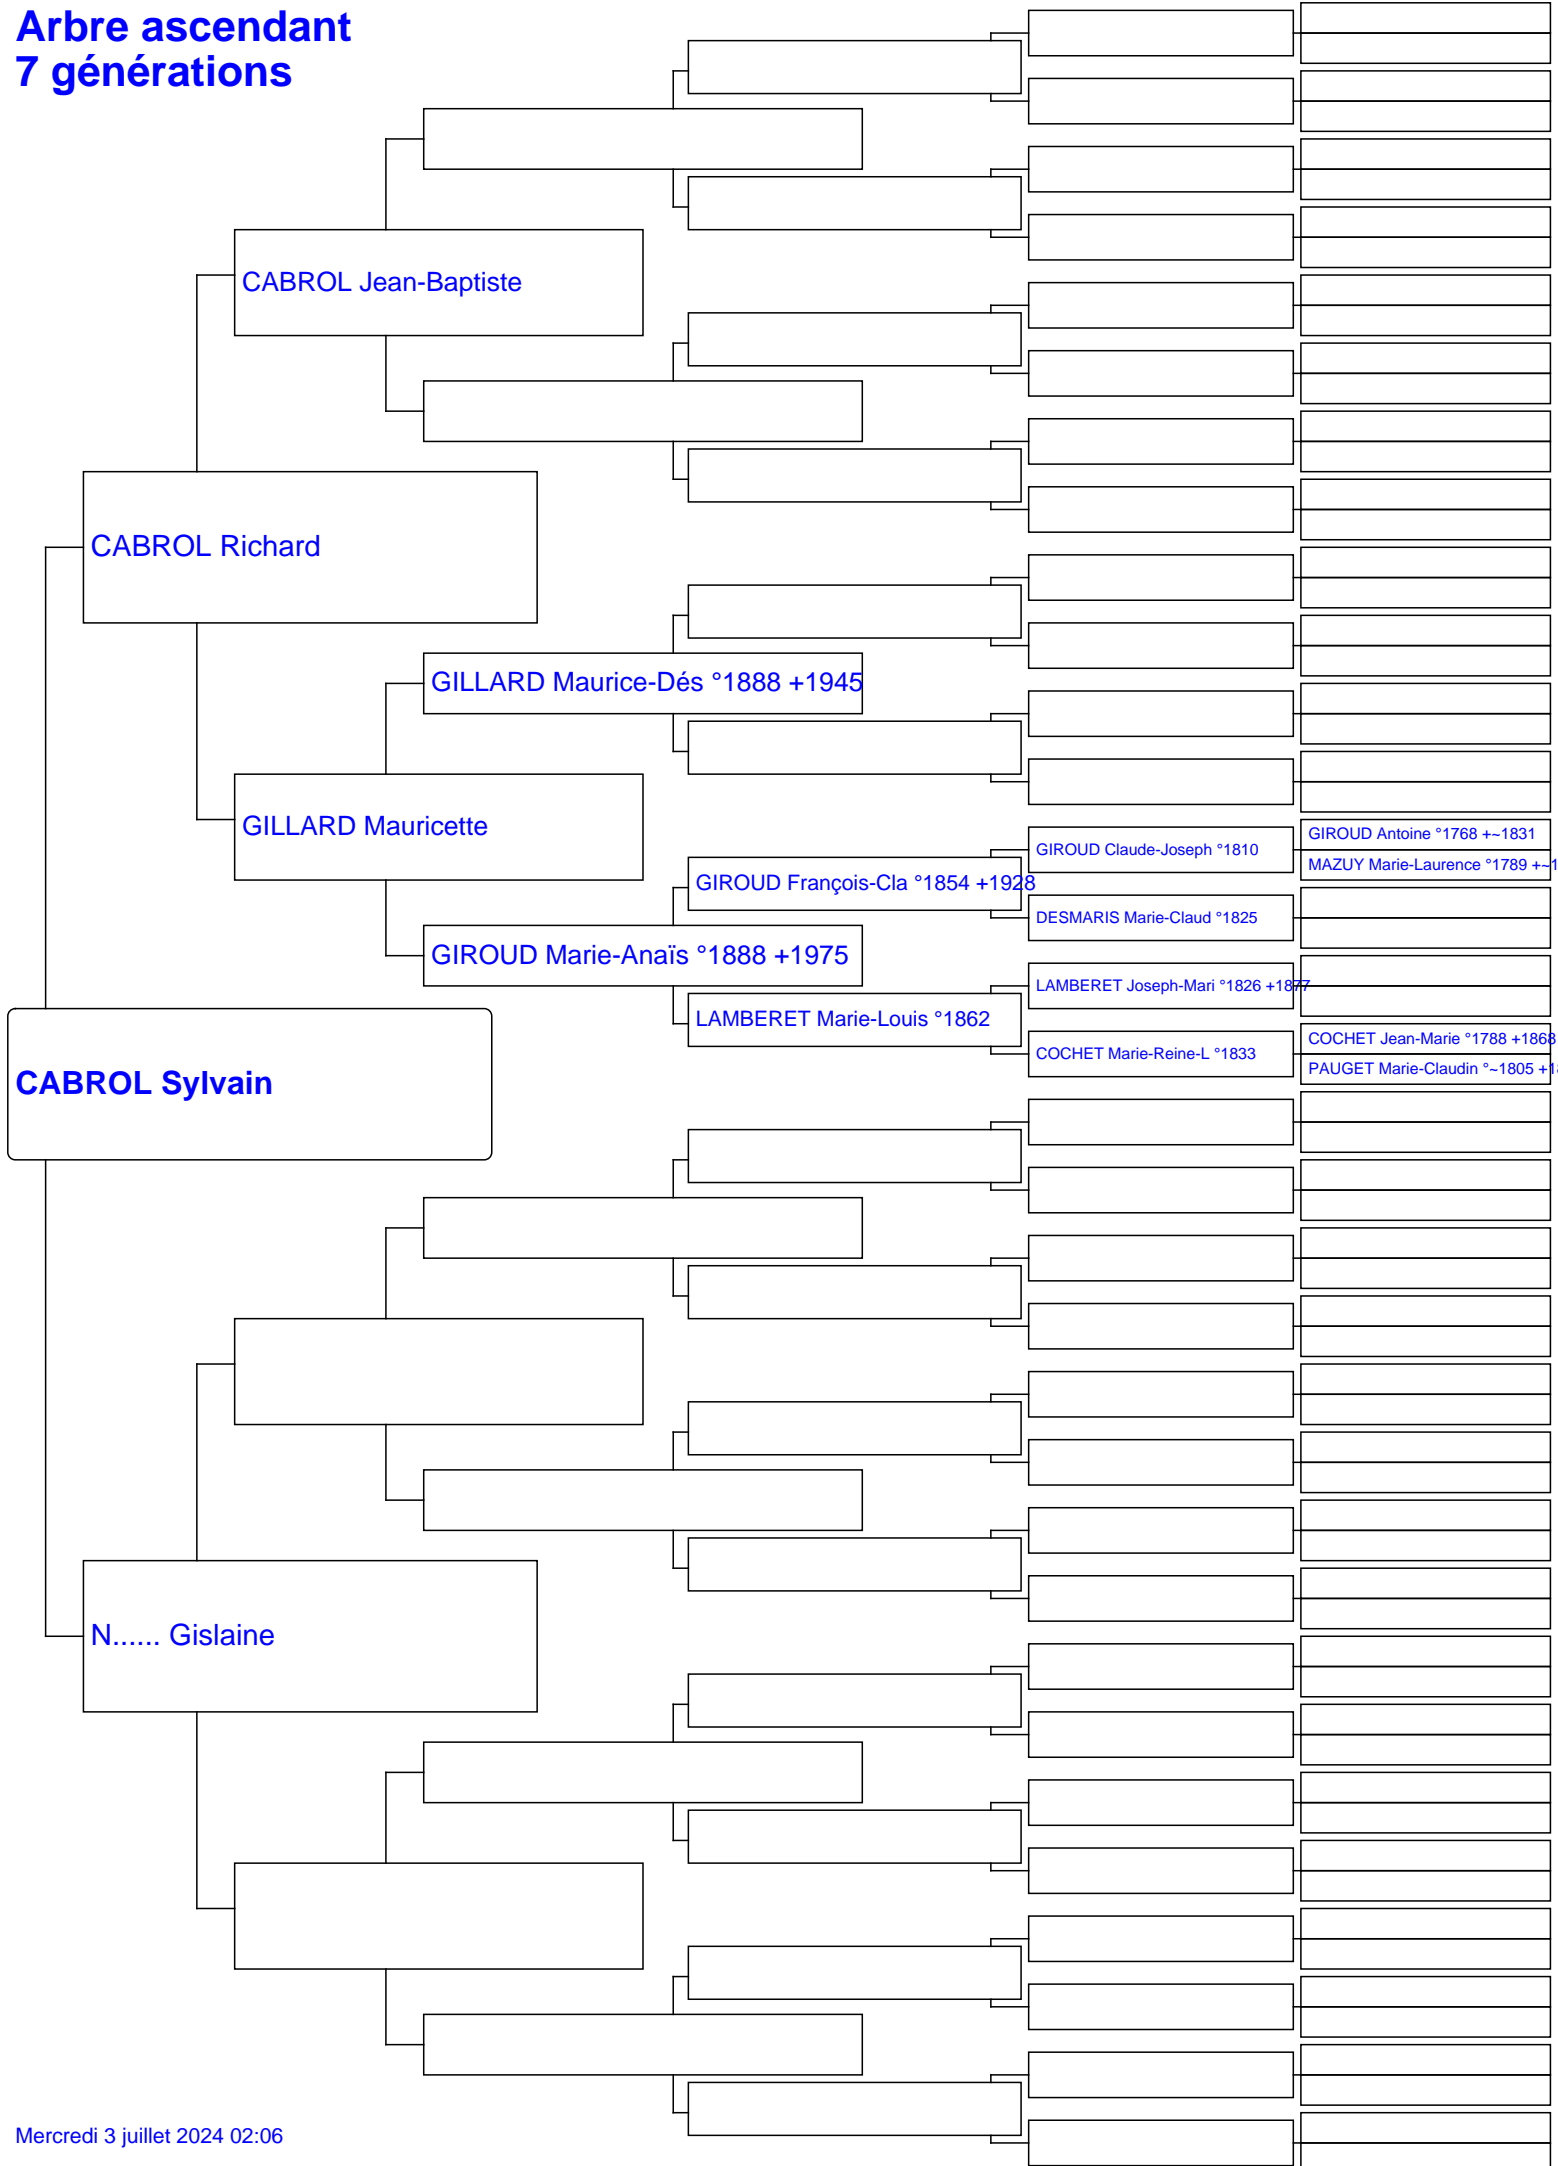 Arbre ascendant
7 générations
CABROL Jean-Baptiste
CABROL Richard
GILLARD Maurice-Dés °1888 +1945
GILLARD Mauricette
GIROUD Antoine °1768 +~1831
GIROUD Claude-Joseph °1810
MAZUY Marie-Laurence °1789 +~1
GIROUD François-Cla °1854 +1928
DESMARIS Marie-Claud °1825
GIROUD Marie-Anaïs °1888 +1975
LAMBERET Joseph-Mari °1826 +1877
LAMBERET Marie-Louis °1862
COCHET Jean-Marie °1788 +1868
COCHET Marie-Reine-L °1833
PAUGET Marie-Claudin °~1805 +18
CABROL Sylvain
N...... Gislaine
Mercredi 3 juillet 2024 02:06